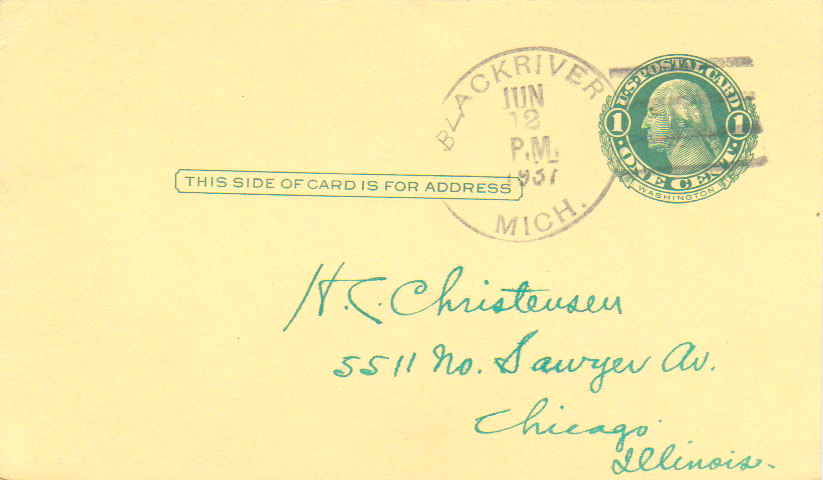 BLACKRIVER
JUN
12
P.M.
1937
MICH.
U.S. POSTAL CARD
1 1
ONE CENT
WASHINGTON
THIS SIDE OF CARD IS FOR ADDRESS
H. C. Christensen
5511 No. Sawyer Av.
Chicago
Illinois.